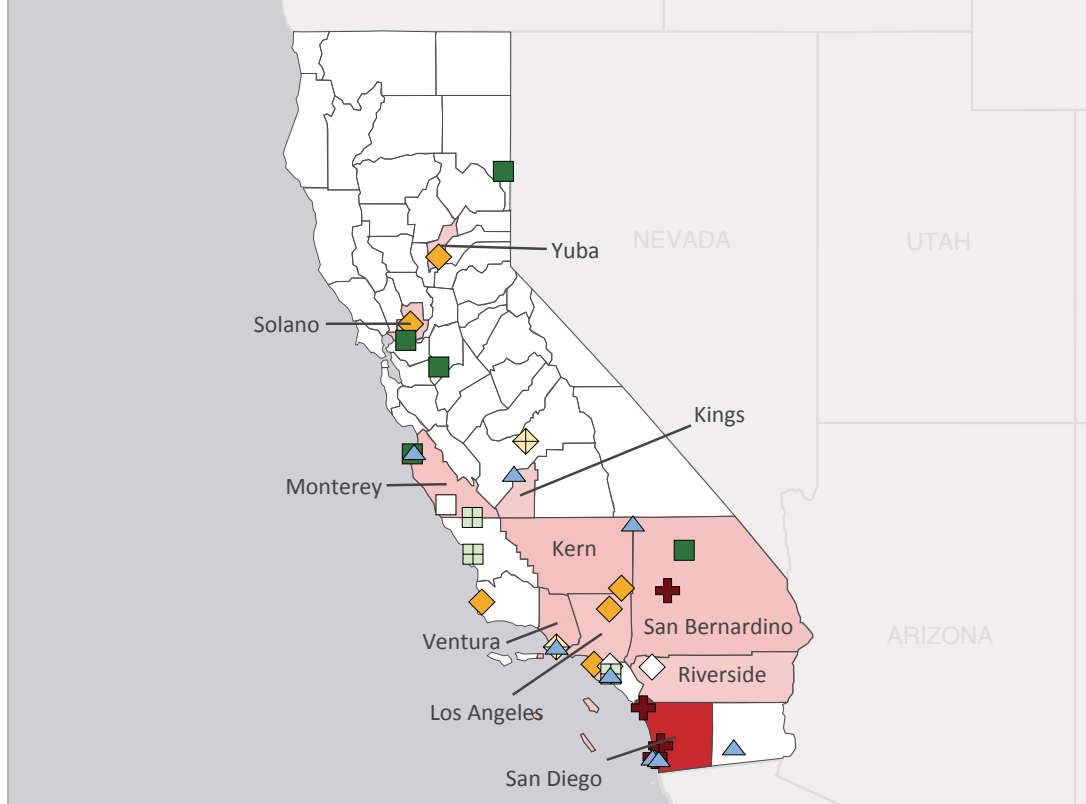 NEVADA
UTAH
Yuba
Solano
Kings
Monterey
Kern
San Bernardino
Ventura
ARIZONA
Riverside
Los Angeles
San Diego